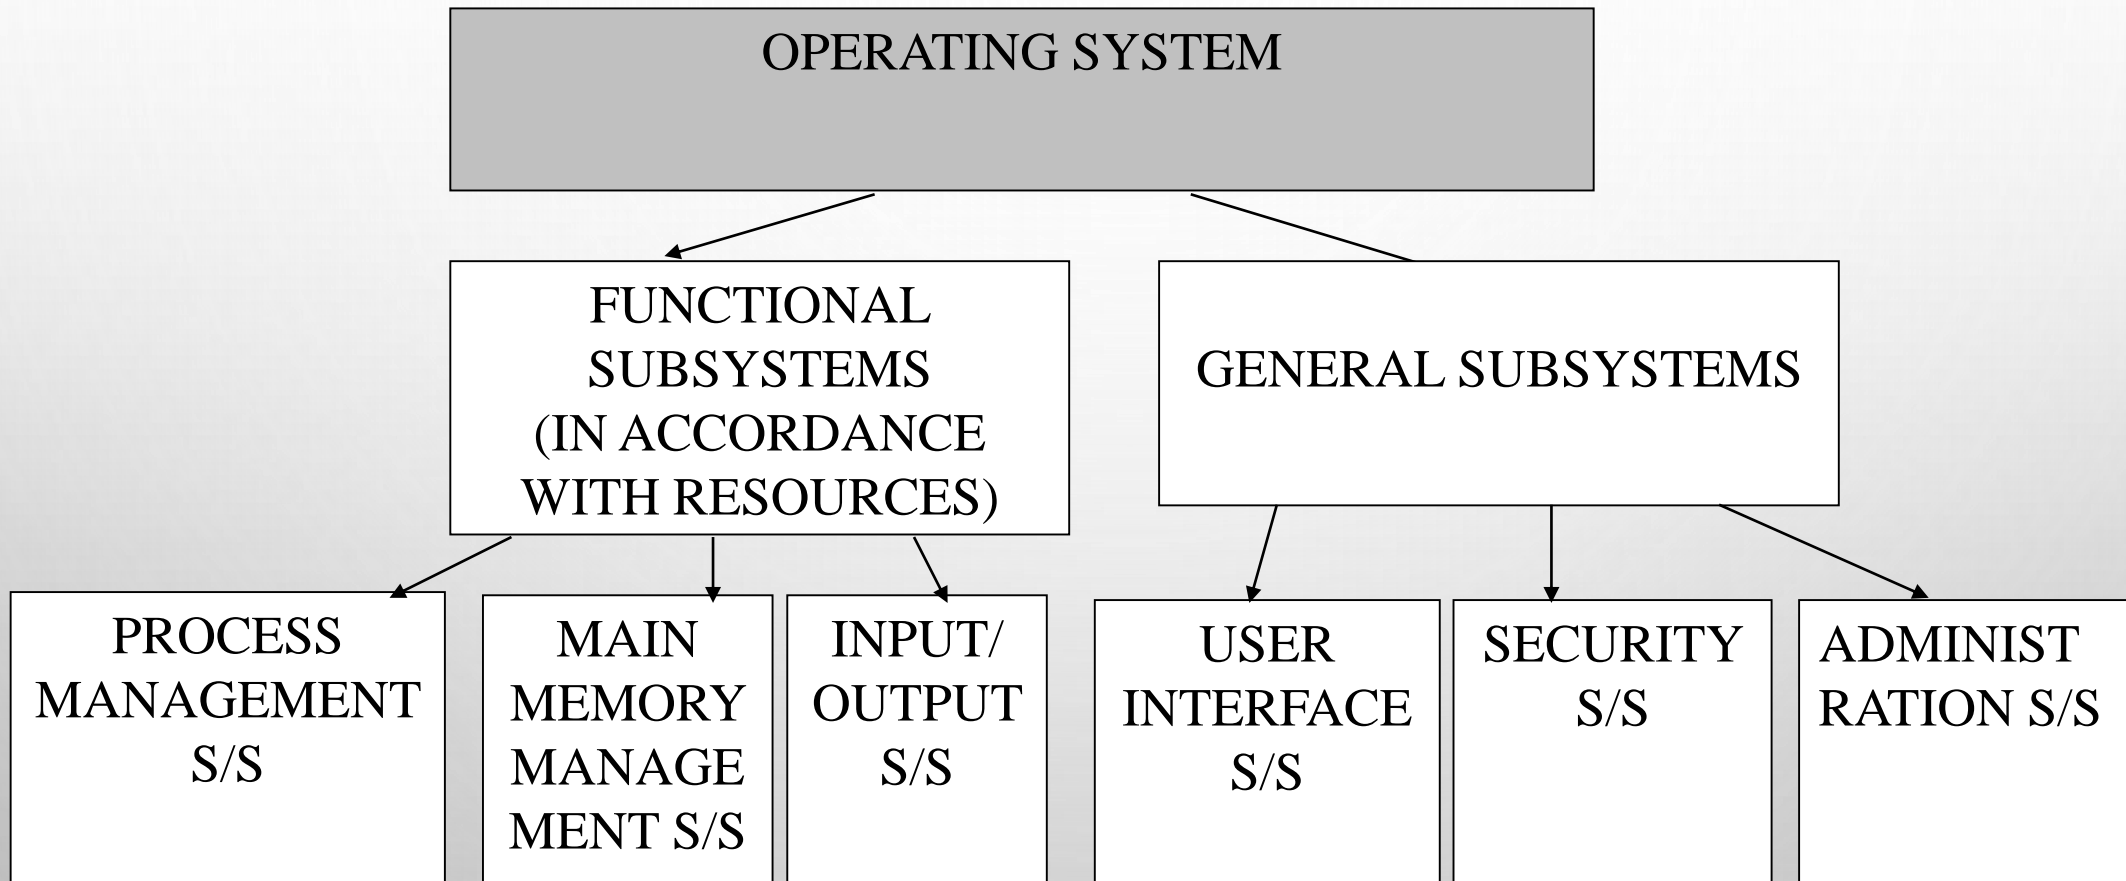 OPERATING SYSTEM
FUNCTIONAL
SUBSYSTEMS
(IN ACCORDANCE
WITH RESOURCES)
GENERAL SUBSYSTEMS
PROCESS
MANAGEMENT
S/S
MAIN
MEMORY
MANAGE
MENT S/S
INPUT/
OUTPUT
S/S
USER
INTERFACE
S/S
SECURITY
S/S
ADMINIST
RATION S/S